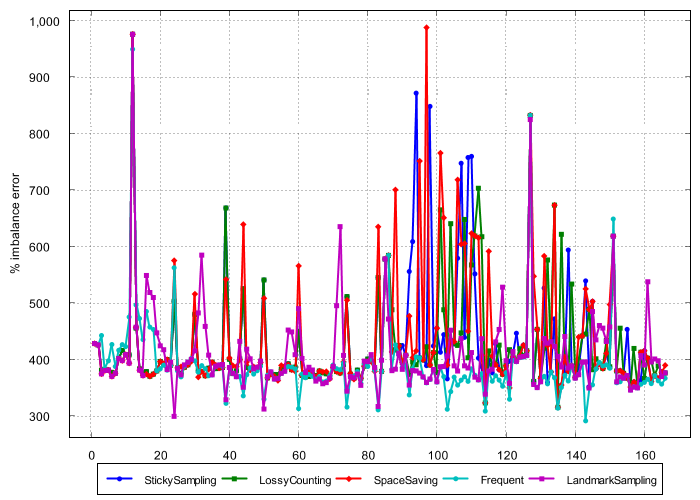 1,000
900
800
700
600
500
400
300
% imbalance error
0 20 40 60 80 100 120 140 160
StickySampling LossyCounting SpaceSaving Frequent LandmarkSampling